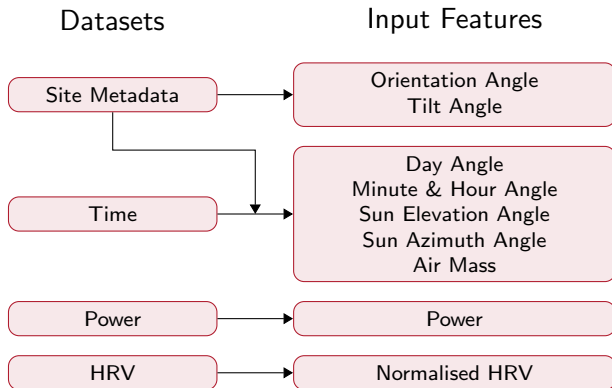 Datasets
Input Features
Site Metadata
Orientation Angle
Tilt Angle
Time
Day Angle
Minute & Hour Angle
Sun Elevation Angle
Sun Azimuth Angle
Air Mass
Power
Power
HRV
Normalised HRV